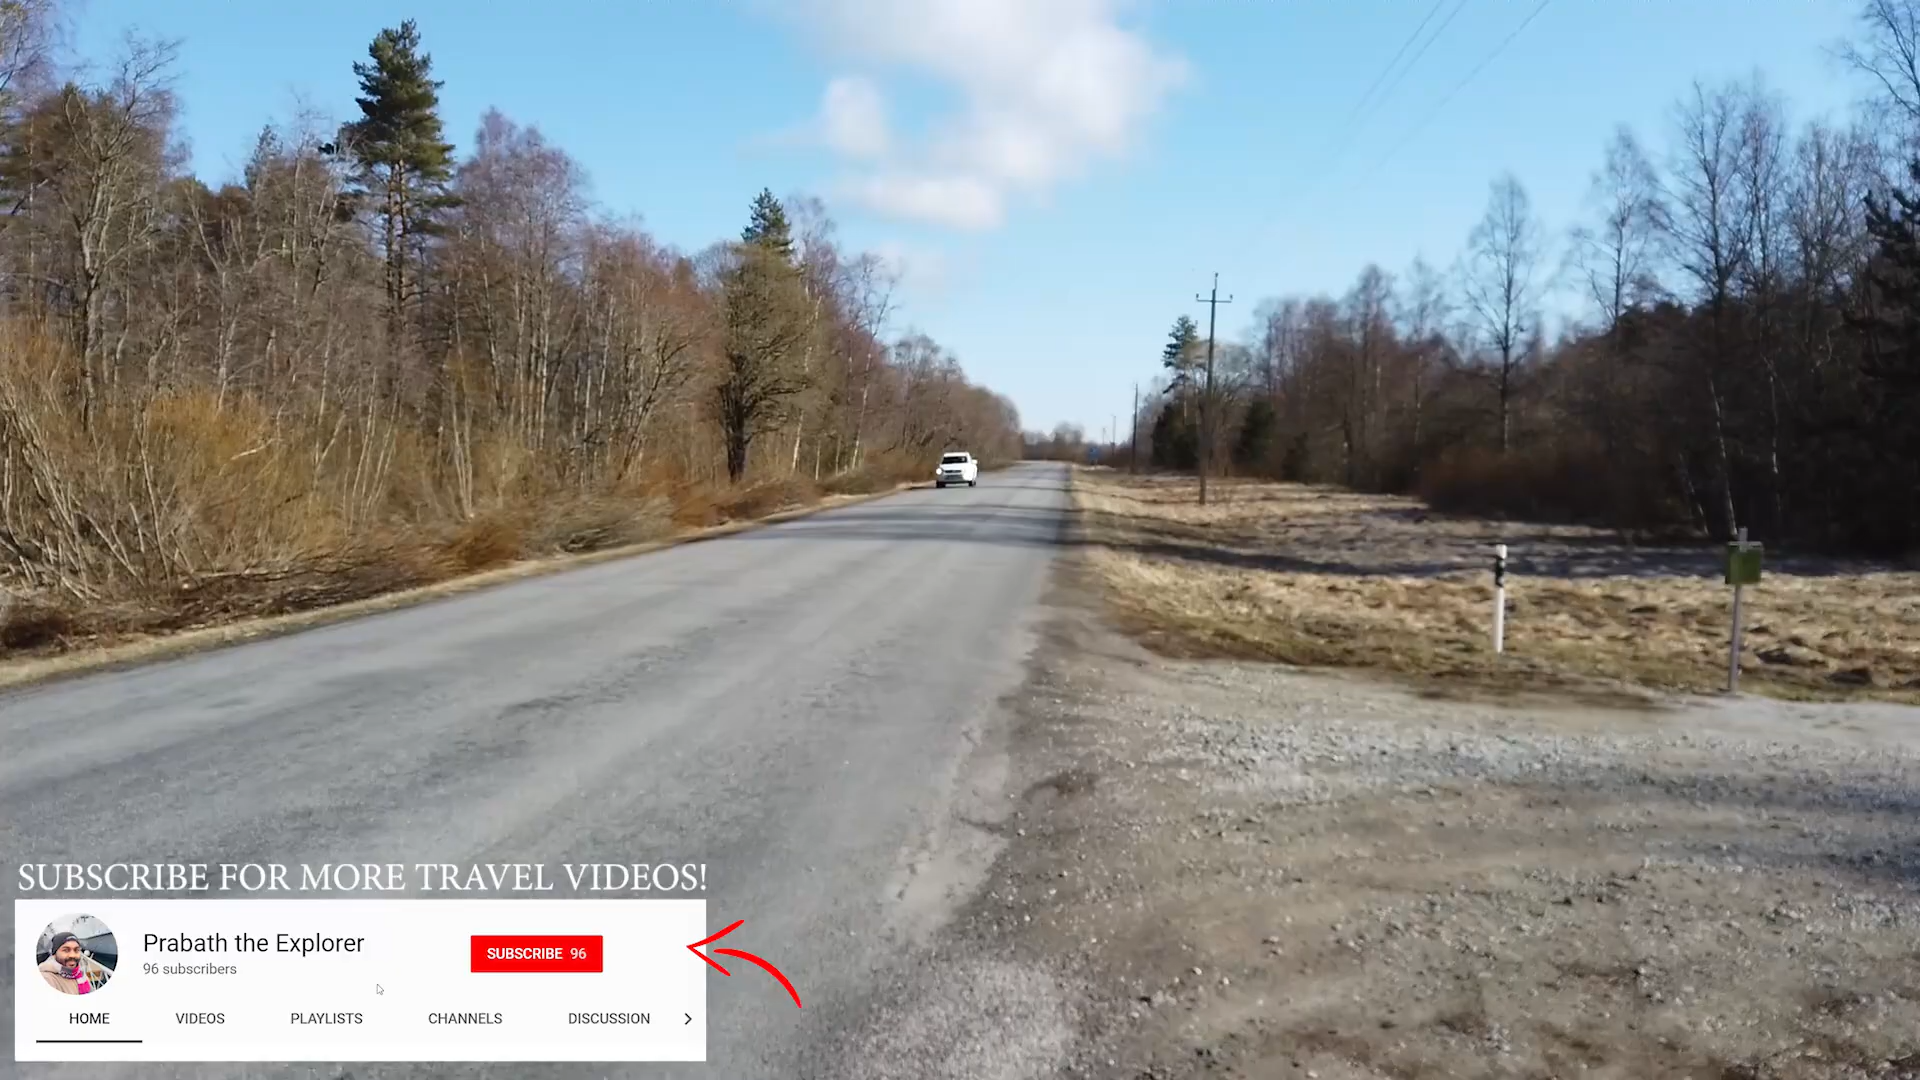 SUBSCRIBE FOR MORE TRAVEL VIDEOS!
Prabath the Explorer
96 subscribers
SUBSCRIBE 96
HOME VIDEOS PLAYLISTS CHANNELS DISCUSSION